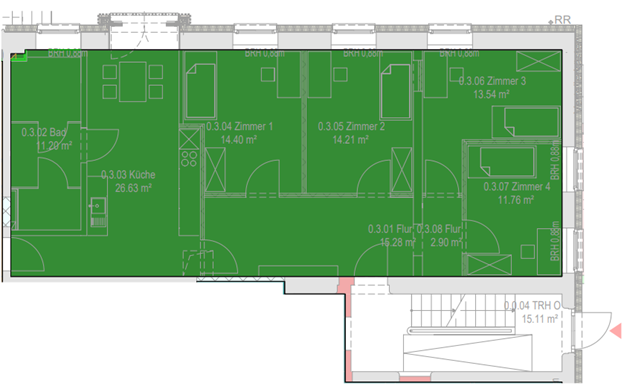 RR
BRH 0,88m
BRH 0,88m
BRH 0,88m
BRH 0,88m
0.3.06 Zimmer 3
13.54 m²
0.3.02 Bad
11.20 m²
0.3.04 Zimmer 1
14.40 m²
0.3.05 Zimmer 2
14.21 m²
BRH 0,88m
0.3.03 Küche
26.63 m²
0.3.07 Zimmer 4
11.76 m²
0.3.01 Flur
15.28 m²
0.3.08 Flur
2.90 m²
BRH 0,88m
0.0.04 TRH O
15.11 m²